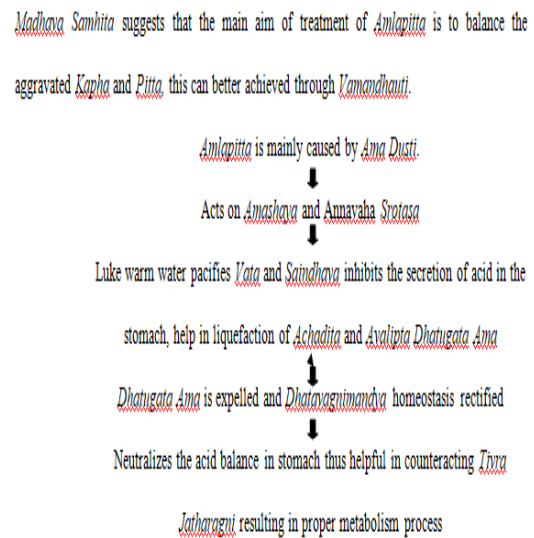 Madhava Samhita suggests that the main aim of treatment of Amlapitta is to balance the
aggravated Kapha and Pitta, this can better achieved through Vamandhauti.
Amlapitta is mainly caused by Ama Dusti.
Acts on Amashaya and Annavaha Srotasa
Luke warm water pacifies Vata and Saindhava inhibits the secretion of acid in the
stomach, help in liquefaction of Achadita and Avalipta Dhatugata Ama
Dhatugata Ama is expelled and Dhatavagnimandya homeostasis rectified
Neutralizes the acid balance in stomach thus helpful in counteracting Tivra
Jatharagni resulting in proper metabolism process